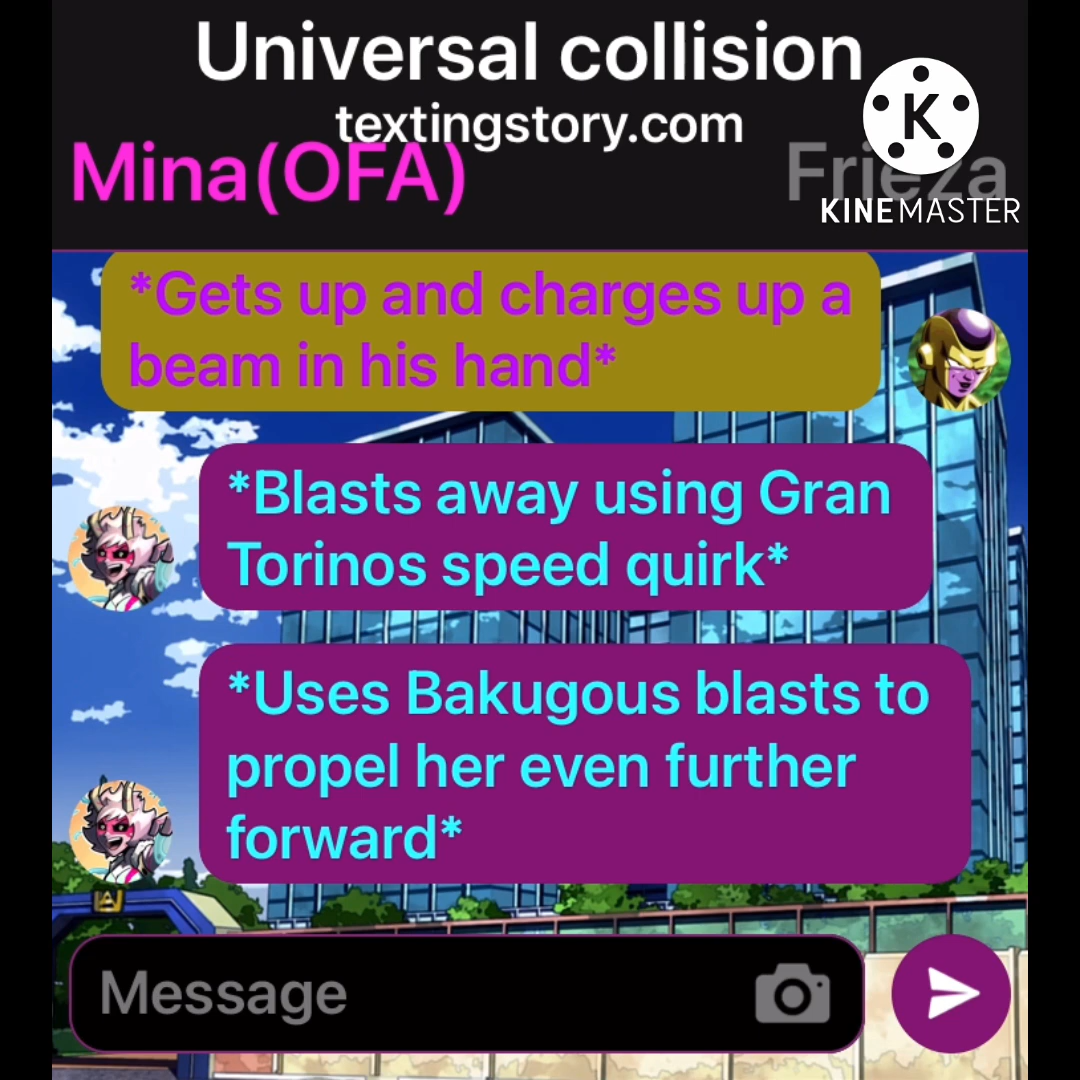 Universal collision
textingstory.com
Mina(OFA)
Frieza
K
KINEMASTER
*Gets up and charges up a
beam in his hand*
*Blasts away using Gran
Torinos speed quirk*
*Uses Bakugous blasts to
propel her even further
forward*
Message